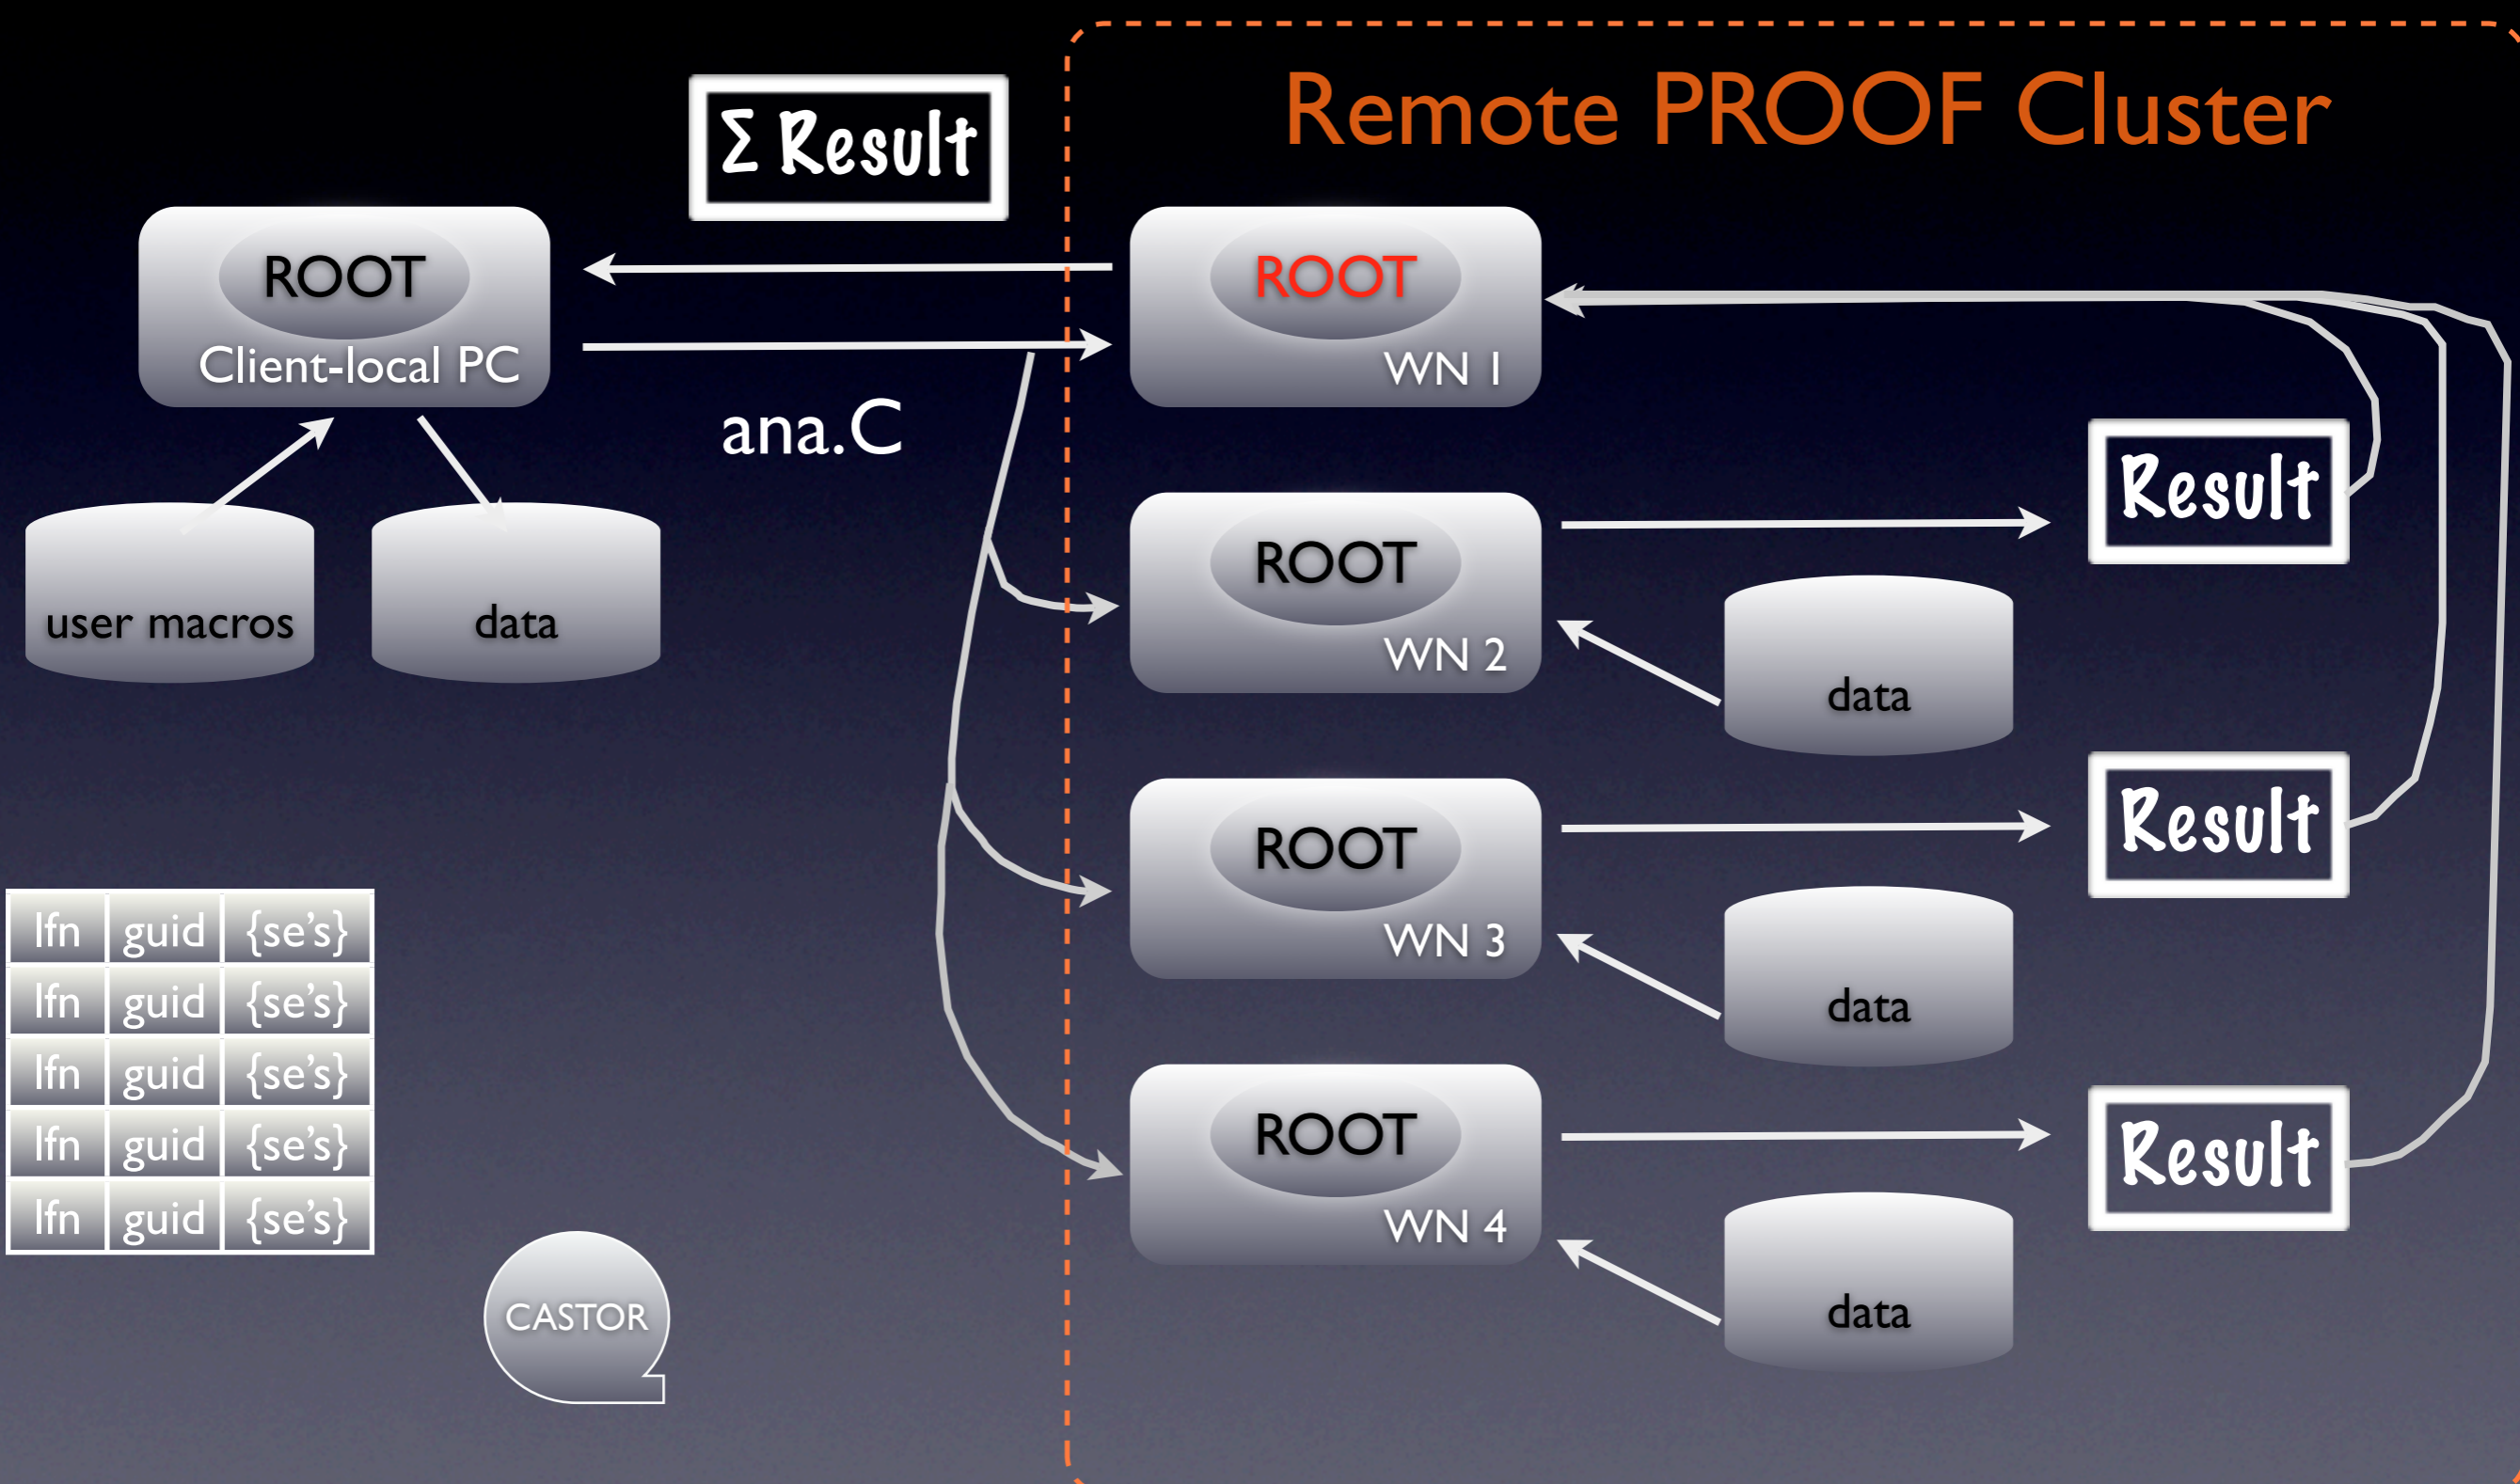 Remote PROOF Cluster
Σ Result
ROOT
Client-local PC
ana.C
user macros
data
ROOT
WN 1
ROOT
WN 2
data
Result
ROOT
WN 3
data
Result
ROOT
WN 4
data
Result
lfn guid {se's}
lfn guid {se's}
lfn guid {se's}
lfn guid {se's}
lfn guid {se's}
CASTOR